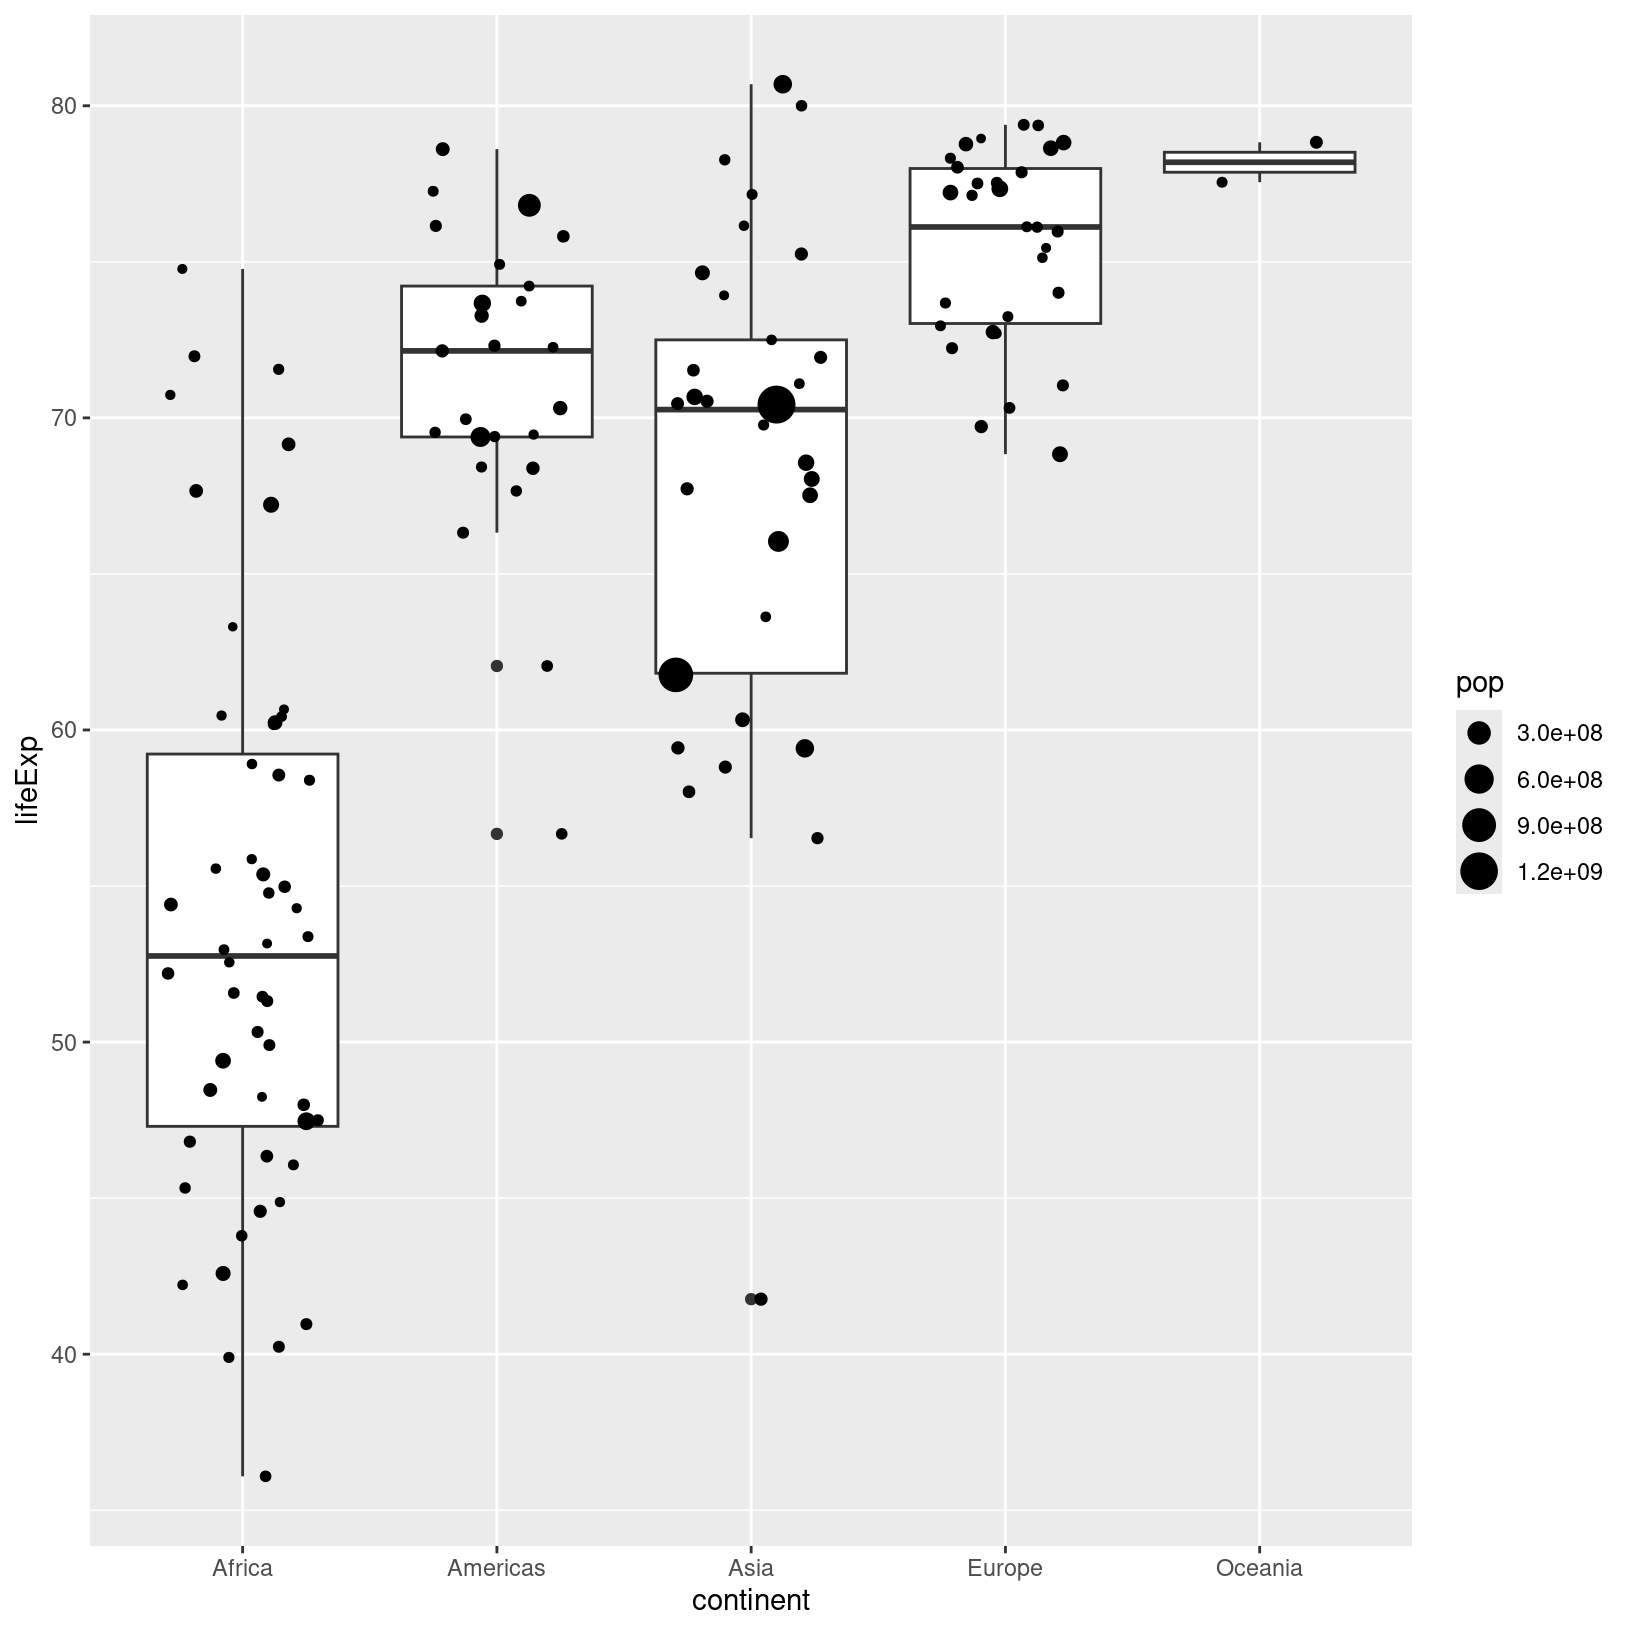 80
70
60
50
40
lifeExp
Africa Americas Asia Europe Oceania
continent
pop
3.0e+08
6.0e+08
9.0e+08
1.2e+09